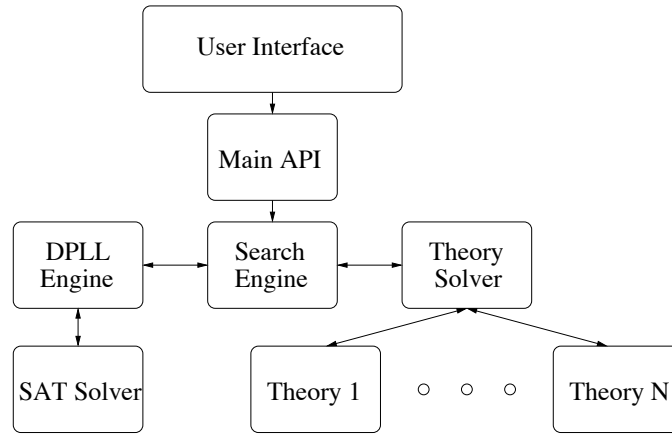 User Interface
Main API
DPLL
Engine
Search
Engine
Theory
Solver
SAT Solver
Theory 1
Theory N